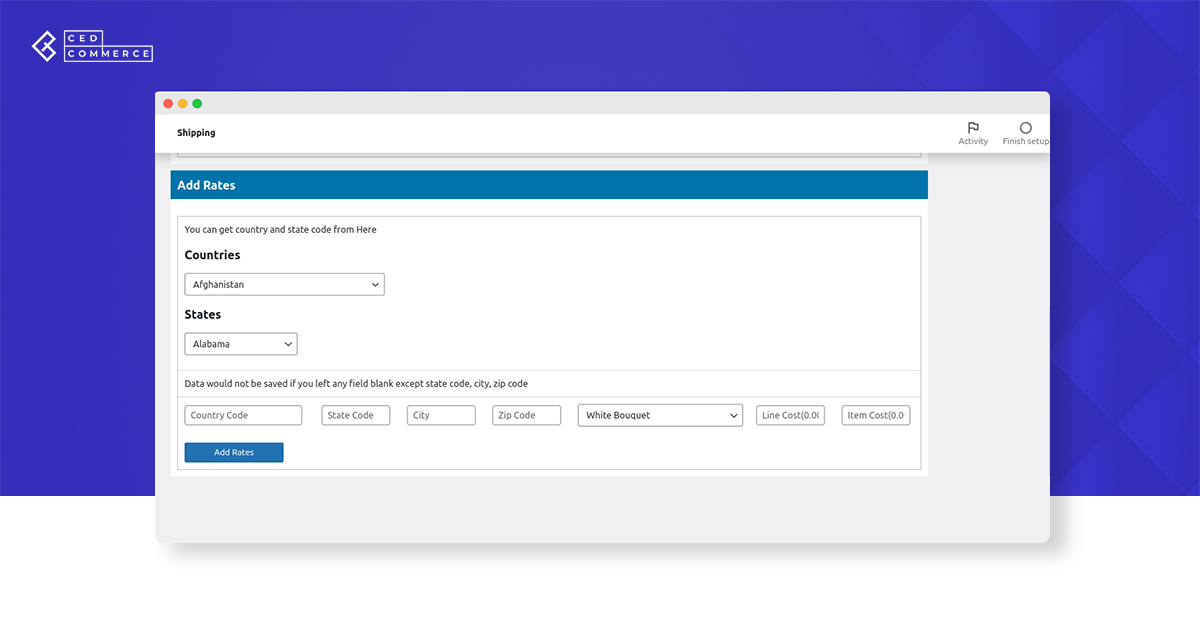 CED
COMMERCE
Shipping
Activity
Finish setup
Add Rates
You can get country and state code from Here
Countries
Afghanistan
States
Alabama
Data would not be saved if you left any field blank except state code, city, zip code
Country Code State Code City Zip Code White Bouquet Line Cost(0.00 Item Cost(0.0
Add Rates